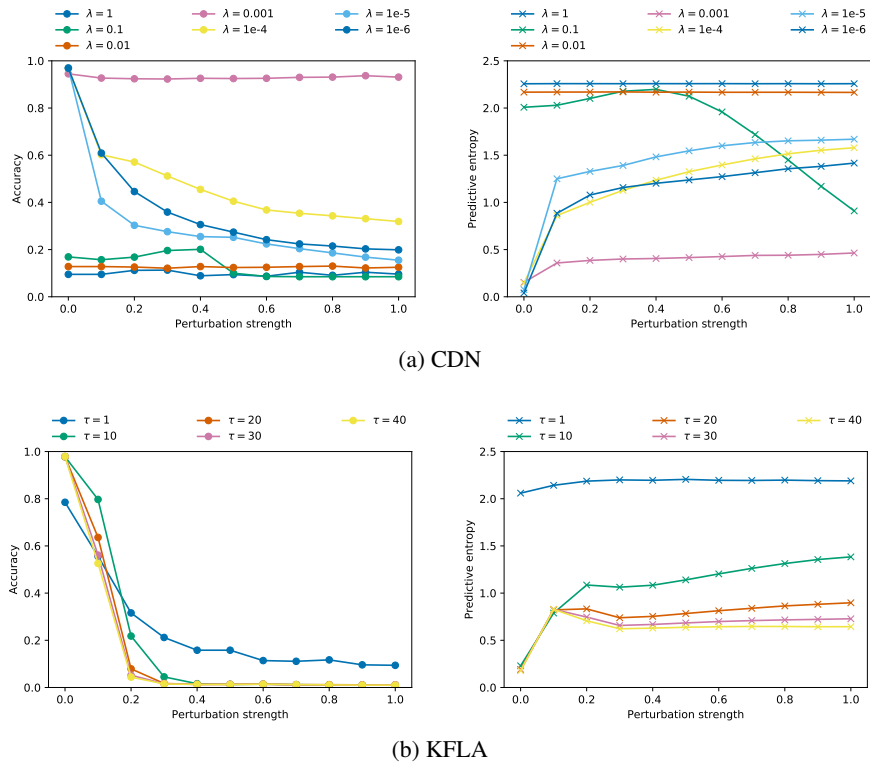 λ = 1 λ = 0.001 λ = 1e-5
λ = 0.1 λ = 1e-4 λ = 1e-6
λ = 0.01
1.0
0.8
0.6
0.4
0.2
0.0
Accuracy
0.0 0.2 0.4 0.6 0.8 1.0
Perturbation strength
λ = 1 λ = 0.001 λ = 1e-5
λ = 0.1 λ = 1e-4 λ = 1e-6
λ = 0.01
2.5
2.0
1.5
1.0
0.5
0.0
Predictive entropy
0.0 0.2 0.4 0.6 0.8 1.0
Perturbation strength
(a) CDN
τ = 1 τ = 20 τ = 40
τ = 10 τ = 30
1.0
0.8
0.6
0.4
0.2
0.0
Accuracy
0.0 0.2 0.4 0.6 0.8 1.0
Perturbation strength
τ = 1 τ = 20 τ = 40
τ = 10 τ = 30
2.5
2.0
1.5
1.0
0.5
0.0
Predictive entropy
0.0 0.2 0.4 0.6 0.8 1.0
Perturbation strength
(b) KFLA